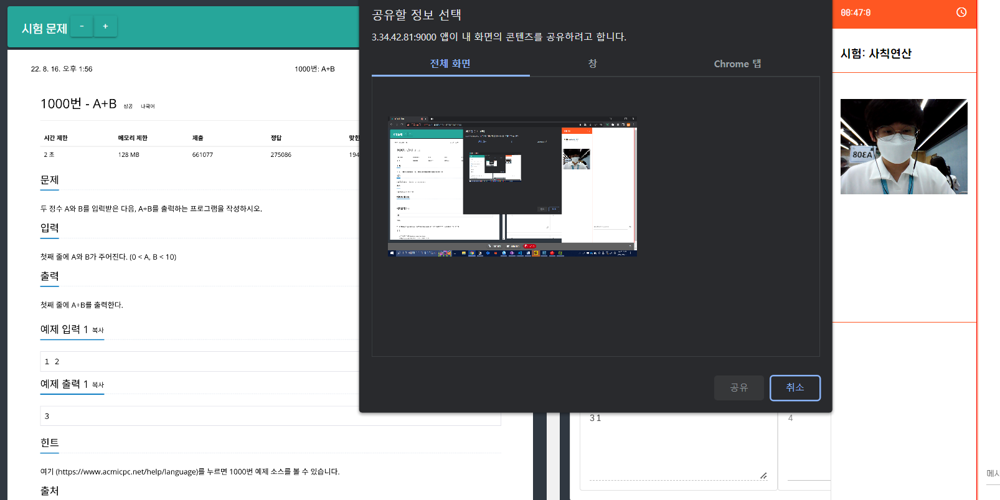 시험 문제 - +
22. 8. 16. 오후 1:56
1000번: A+B
1000번 - A+B 성공 다국어
시간 제한 메모리 제한 제출 정답 맞힌
2 초 128 MB 661077 275086 194
문제
두 정수 A와 B를 입력받은 다음, A+B를 출력하는 프로그램을 작성하시오.
입력
첫째 줄에 A와 B가 주어진다. (0 < A, B < 10)
출력
첫째 줄에 A+B를 출력한다.
예제 입력 1 복사
1 2
예제 출력 1 복사
3
힌트
여기 (https://www.acmicpc.net/help/language)를 누르면 1000번 예제 소스를 볼 수 있습니다.
출처
공유할 정보 선택
3.34.42.81:9000 앱이 내 화면의 콘텐츠를 공유하려고 합니다.
전체 화면 창 Chrome 탭
공유 취소
3 1
4
00:47:0
시험: 사칙연산
A308
메시